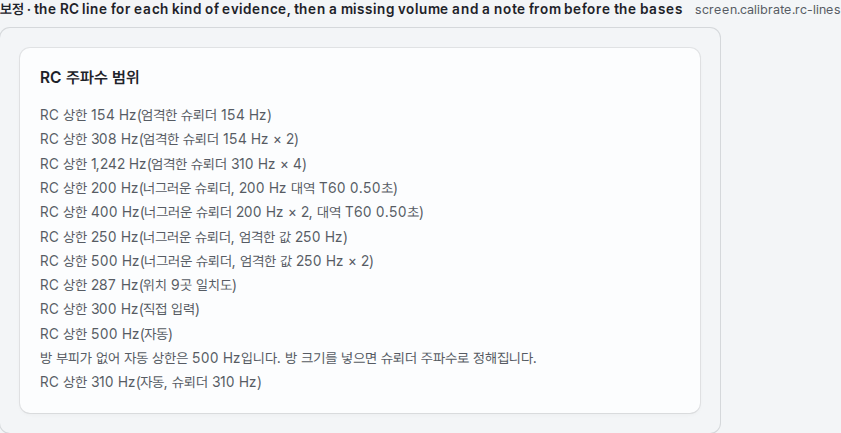 보정 · the RC line for each kind of evidence, then a missing volume and a note from before the bases screen.calibrate.rc-lines
RC 주파수 범위
RC 상한 154 Hz(엄격한 슈뢰더 154 Hz)
RC 상한 308 Hz(엄격한 슈뢰더 154 Hz × 2)
RC 상한 1,242 Hz(엄격한 슈뢰더 310 Hz × 4)
RC 상한 200 Hz(너그러운 슈뢰더, 200 Hz 대역 T60 0.50초)
RC 상한 400 Hz(너그러운 슈뢰더 200 Hz × 2, 대역 T60 0.50초)
RC 상한 250 Hz(너그러운 슈뢰더, 엄격한 값 250 Hz)
RC 상한 500 Hz(너그러운 슈뢰더, 엄격한 값 250 Hz × 2)
RC 상한 287 Hz(위치 9곳 일치도)
RC 상한 300 Hz(직접 입력)
RC 상한 500 Hz(자동)
방 부피가 없어 자동 상한은 500 Hz입니다. 방 크기를 넣으면 슈뢰더 주파수로 정해집니다.
RC 상한 310 Hz(자동, 슈뢰더 310 Hz)